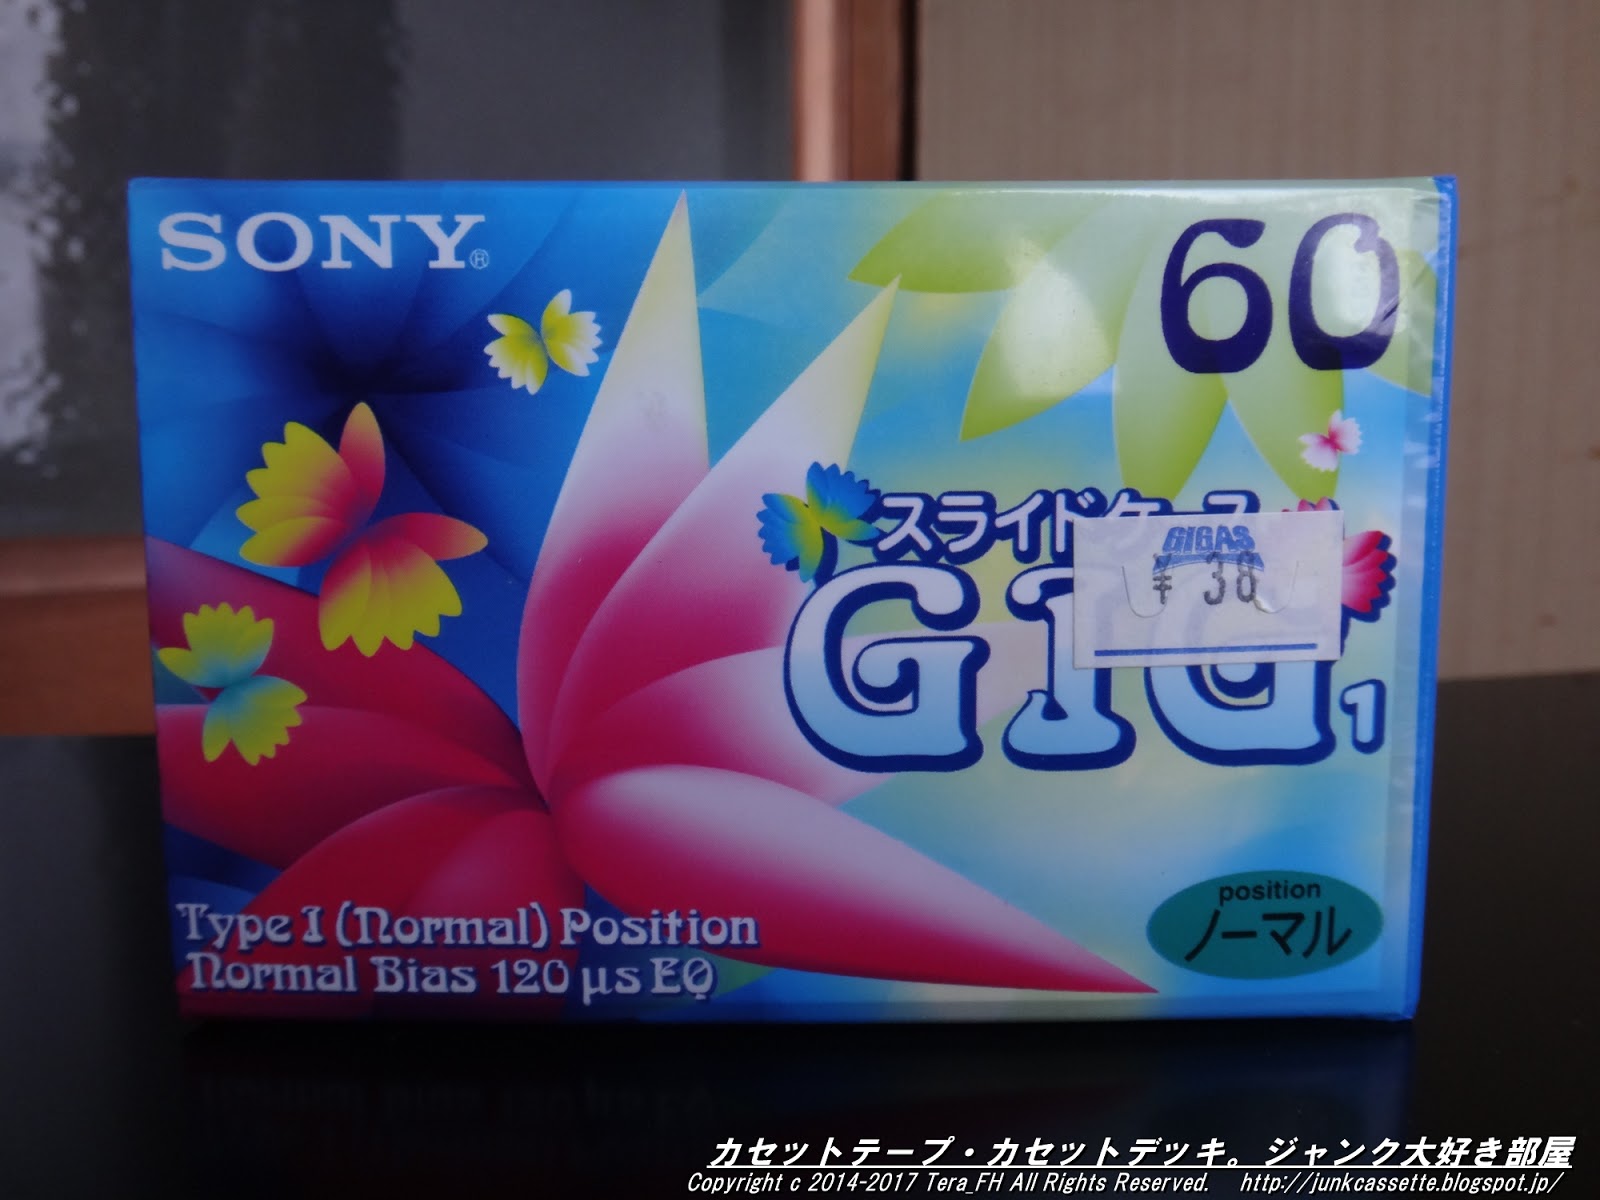 SONY®
60
スライドケース
GIGAS
¥ 38
GIG1
Type I (Normal) Position
Normal Bias 120 μs EQ
position
ノーマル
カセットテープ・カセットデッキ。ジャンク大好き部屋
Copyright c 2014-2017 Tera_FH All Rights Reserved. http://junkcassette.blogspot.jp/